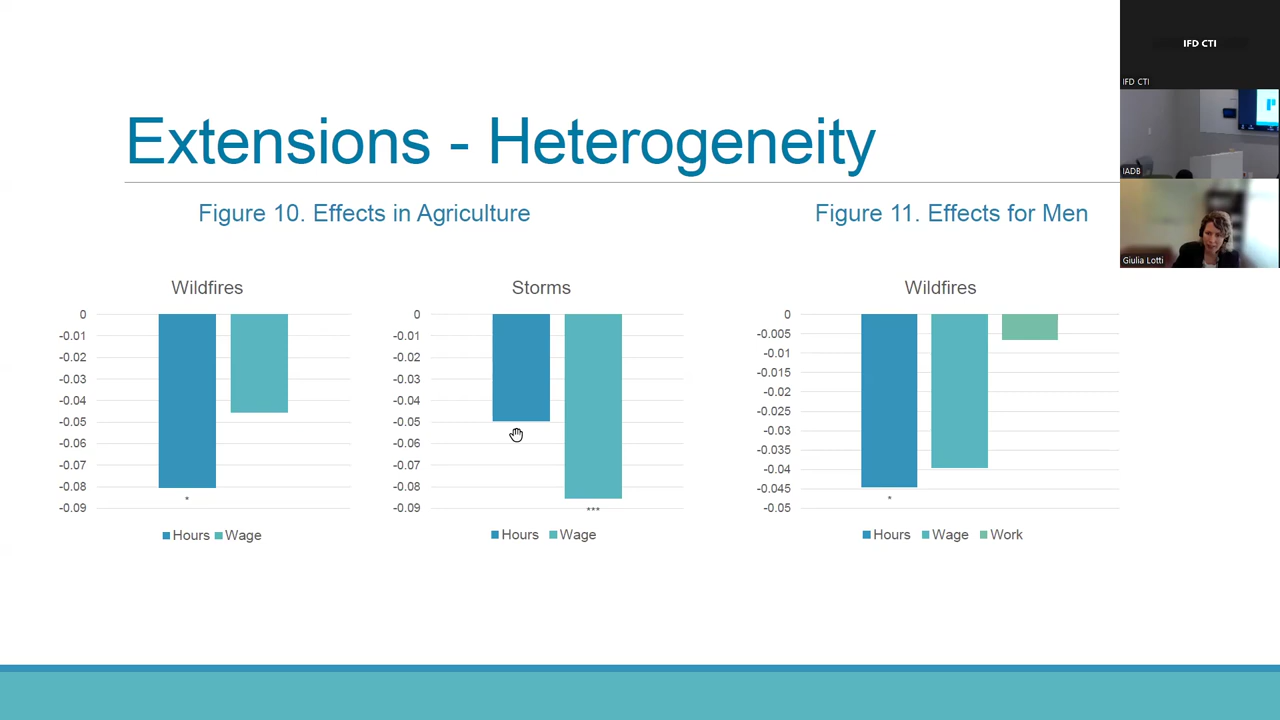 IFD CTI
IFD CTI
IADB
Giulia Lotti
Extensions - Heterogeneity
Figure 10. Effects in Agriculture
Figure 11. Effects for Men
Wildfires
0
-0.01
-0.02
-0.03
-0.04
-0.05
-0.06
-0.07
-0.08
-0.09
*
Hours Wage
Storms
0
-0.01
-0.02
-0.03
-0.04
-0.05
-0.06
-0.07
-0.08
-0.09
***
Hours Wage
Wildfires
0
-0.005
-0.01
-0.015
-0.02
-0.025
-0.03
-0.035
-0.04
-0.045
-0.05
*
Hours Wage Work